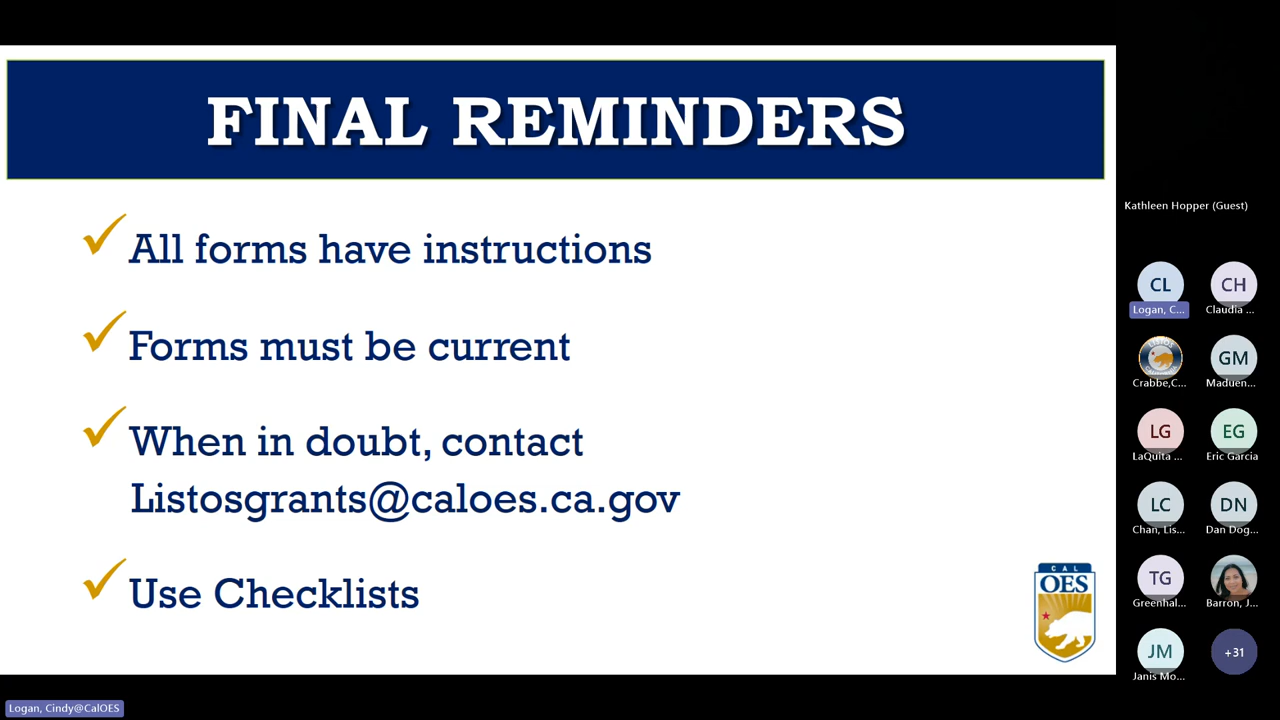 FINAL REMINDERS
All forms have instructions
Forms must be current
When in doubt, contact
Listosgrants@caloes.ca.gov
Use Checklists
CAL
OES
Kathleen Hopper (Guest)
CL
CH
Logan, C...
Claudia ...
LISTOS
Crabbe,C...
GM
Maduen...
LG
EG
LaQuita ...
Eric Garcia
LC
DN
Chan, Lis...
Dan Dog...
TG
Greenhal...
Barron, J...
JM
+31
Janis Mo...
Logan, Cindy@CalOES